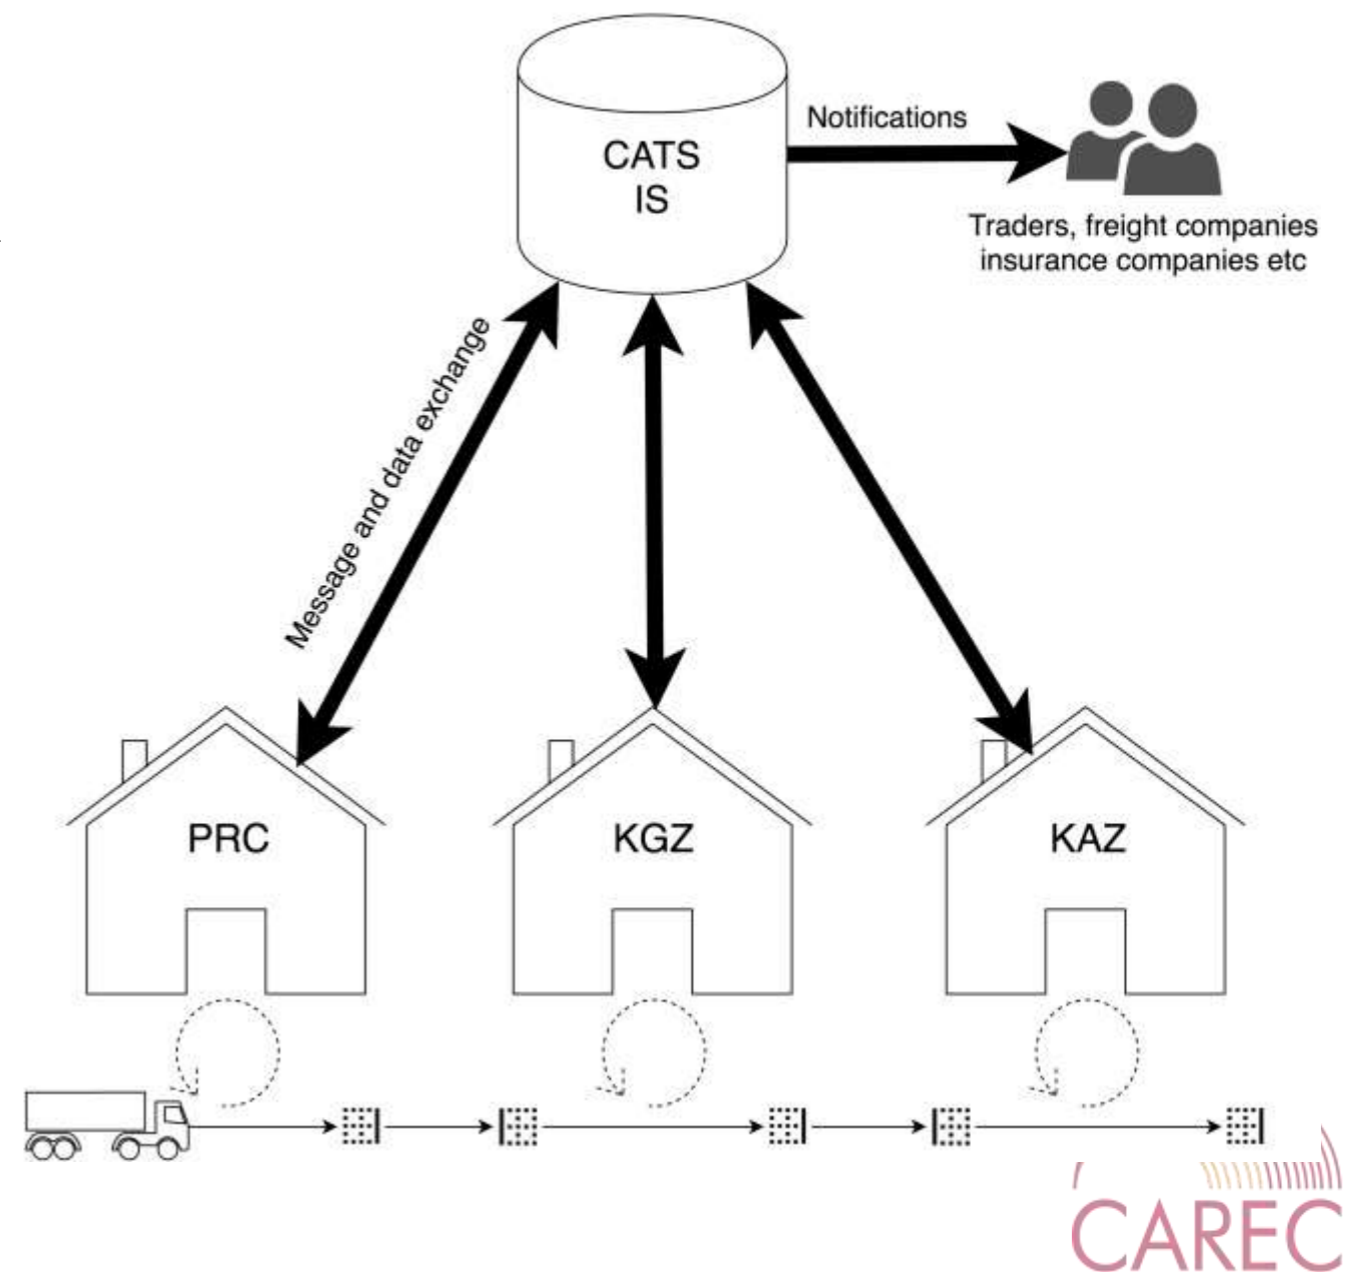 CATS
IS
Notifications
Traders, freight companies
insurance companies etc
Message and data exchange
PRC
KGZ
KAZ
CAREC